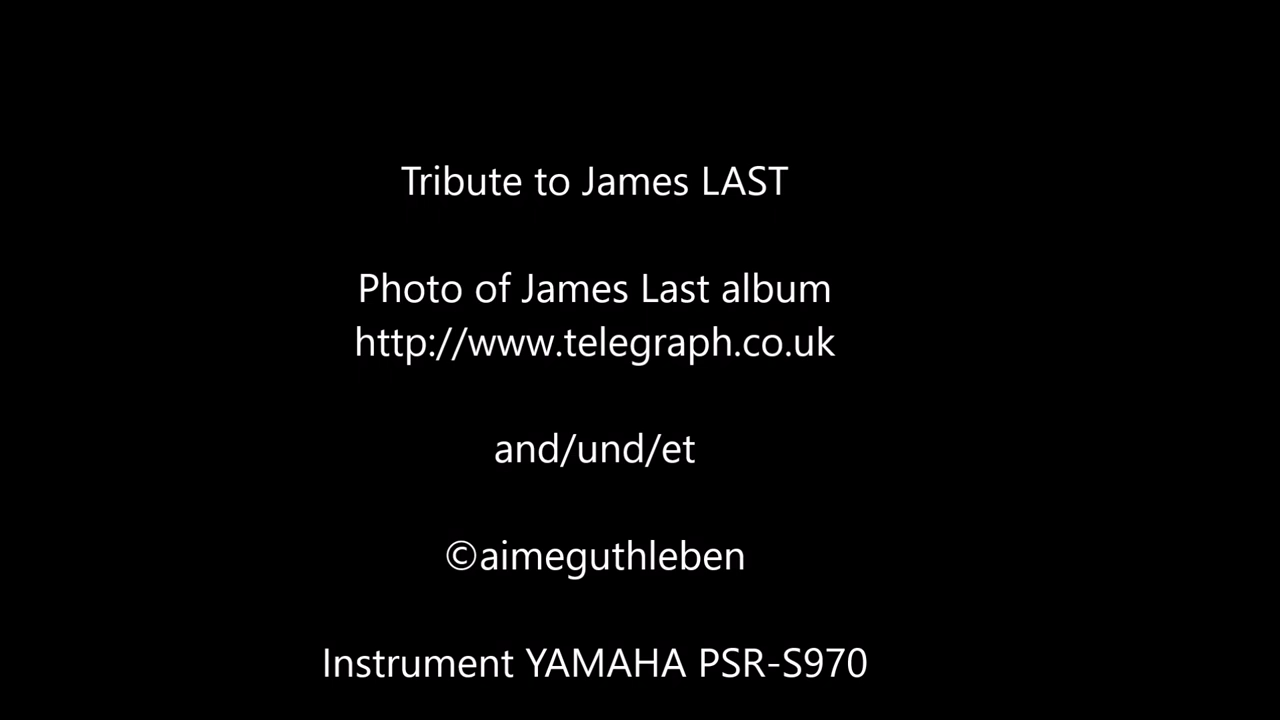 Tribute to James LAST
Photo of James Last album
http://www.telegraph.co.uk
and/und/et
©aimeguthleben
Instrument YAMAHA PSR-S970